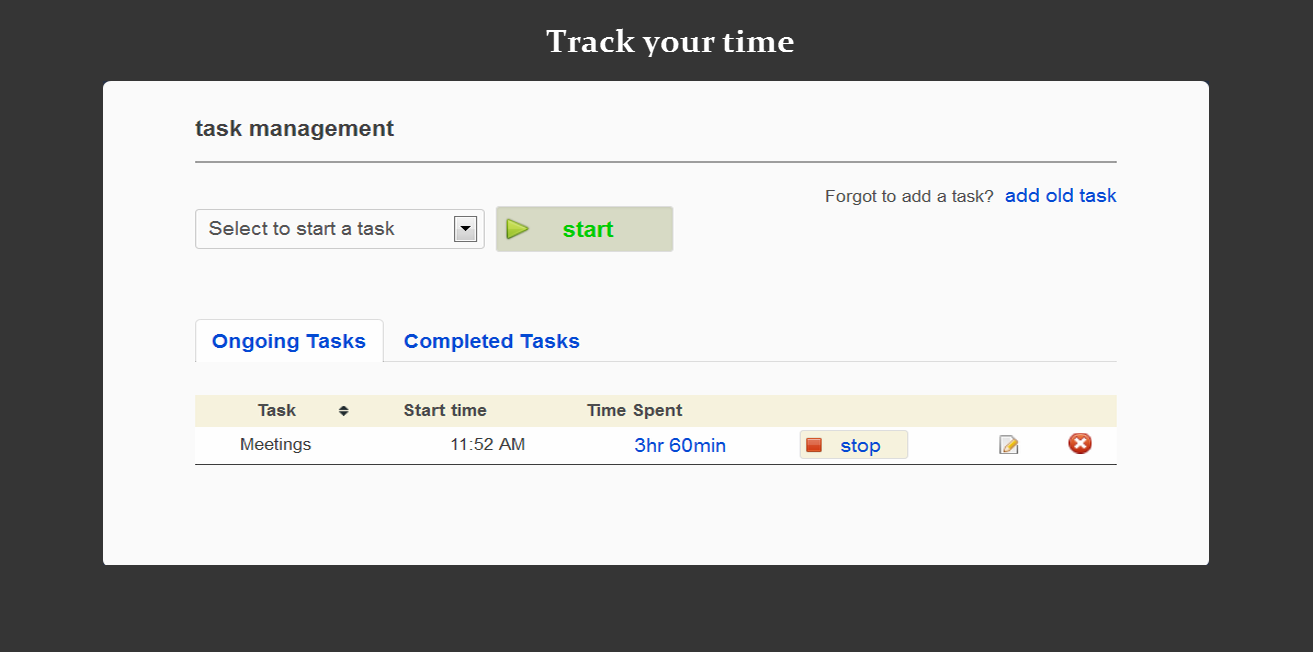 Track your time
task management
Forgot to add a task? add old task
Select to start a task start
Ongoing Tasks Completed Tasks
Task Start time Time Spent
Meetings 11:52 AM 3hr 60min stop